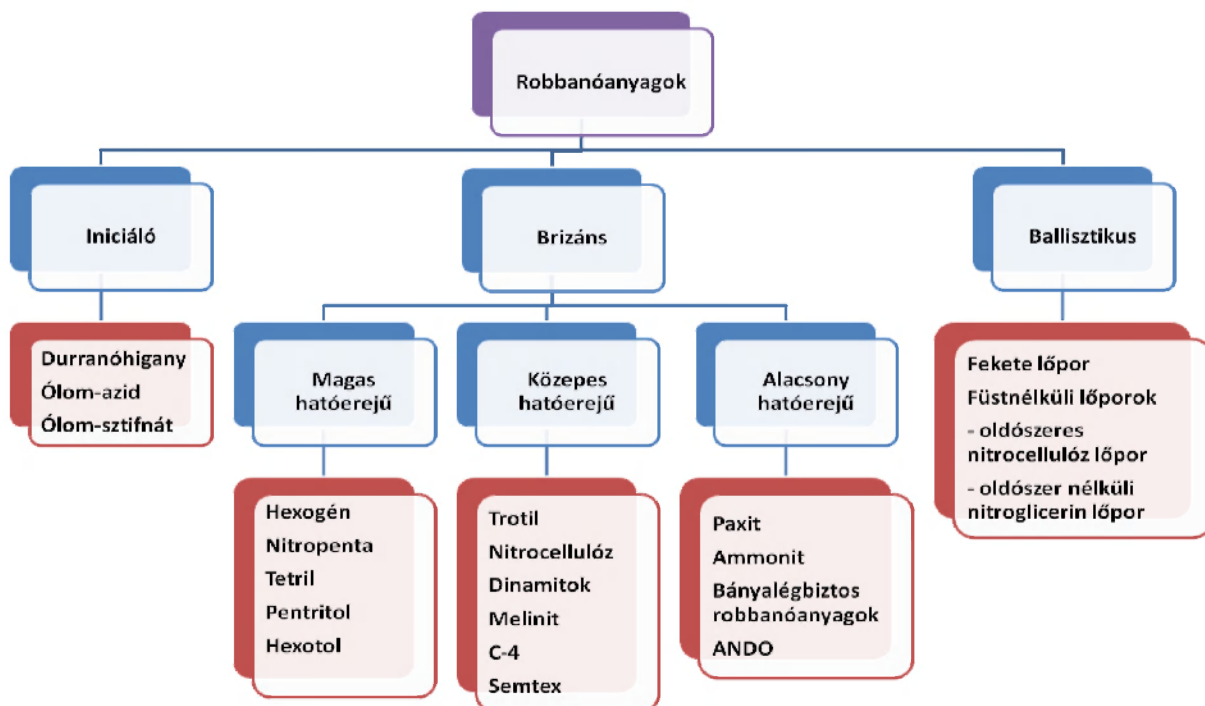 Robbanóanyagok
Iniciáló
Brizáns
Ballisztikus
Durranóhigany
Ólom-azid
Ólom-sztifnát
Magas
hatóerejű
Közepes
hatóerejű
Alacsony
hatóerejű
Hexogén
Nitropenta
Tetril
Pentritol
Hexotol
Trotil
Nitrocellulóz
Dinamitok
Melinit
C-4
Semtex
Paxit
Ammonit
Bányalégbiztos
robbanóanyagok
ANDO
Fekete lőpor
Füstnélküli lőporok
- oldószeres
nitrocellulóz lőpor
- oldószer nélküli
nitroglicerin lőpor